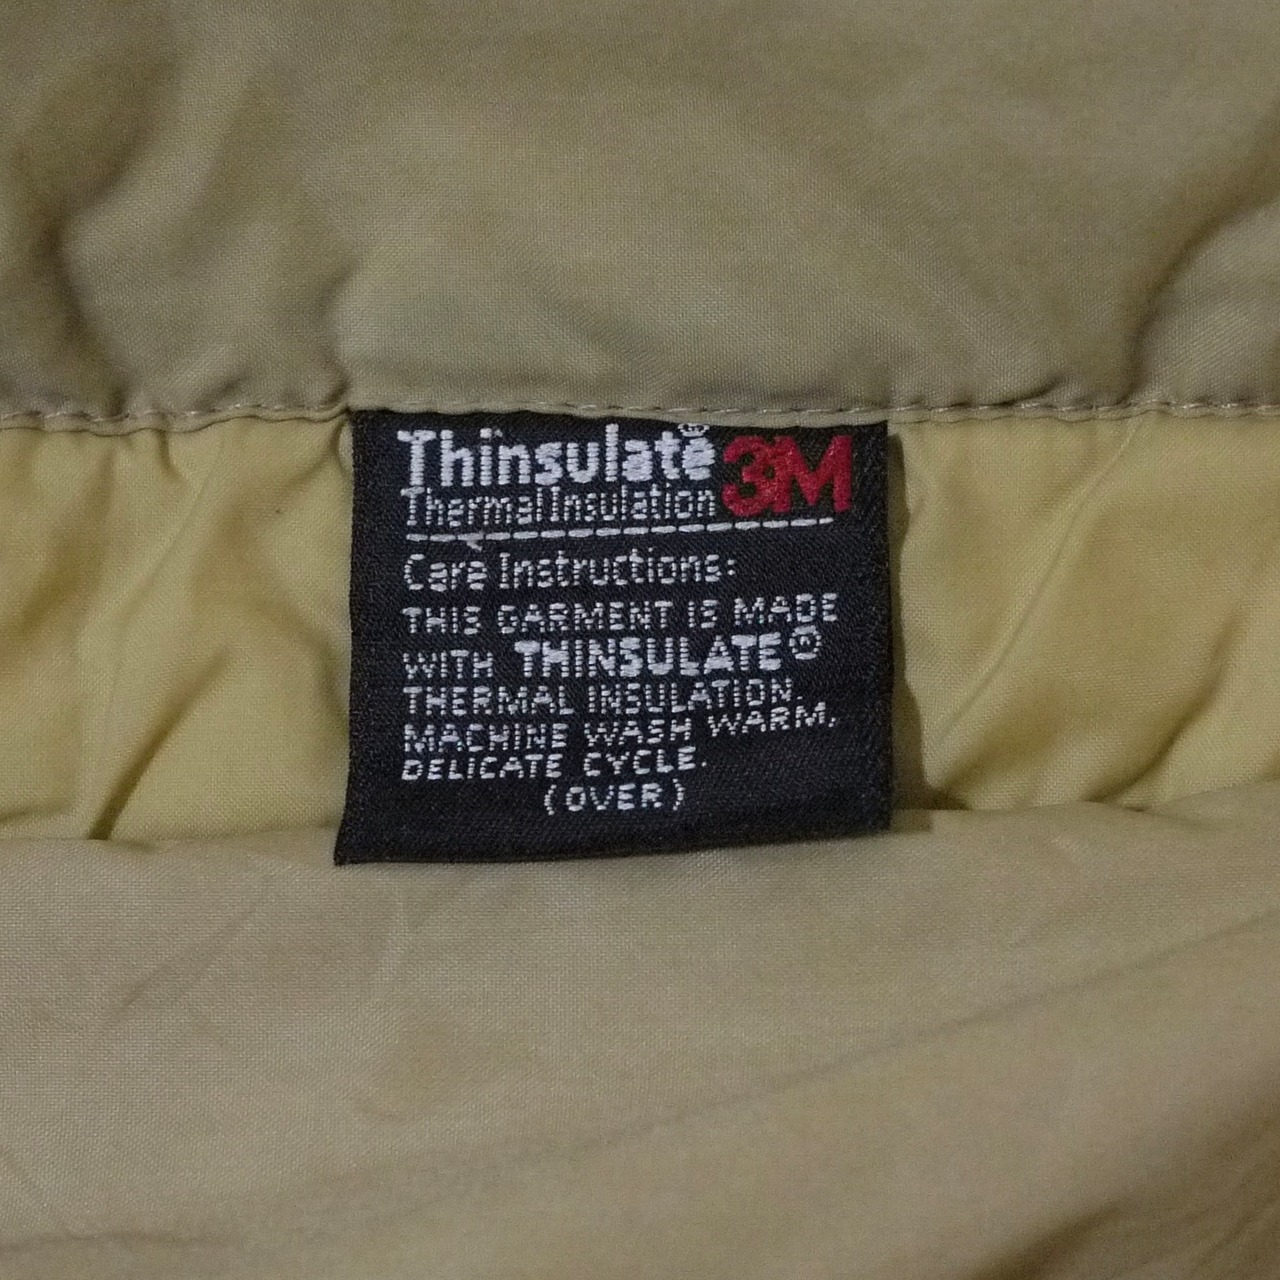 Thinsulate® 3M
Thermal Insulation
Care Instructions:
THIS GARMENT IS MADE
WITH THINSULATE®
THERMAL INSULATION.
MACHINE WASH WARM,
DELICATE CYCLE.
(OVER)